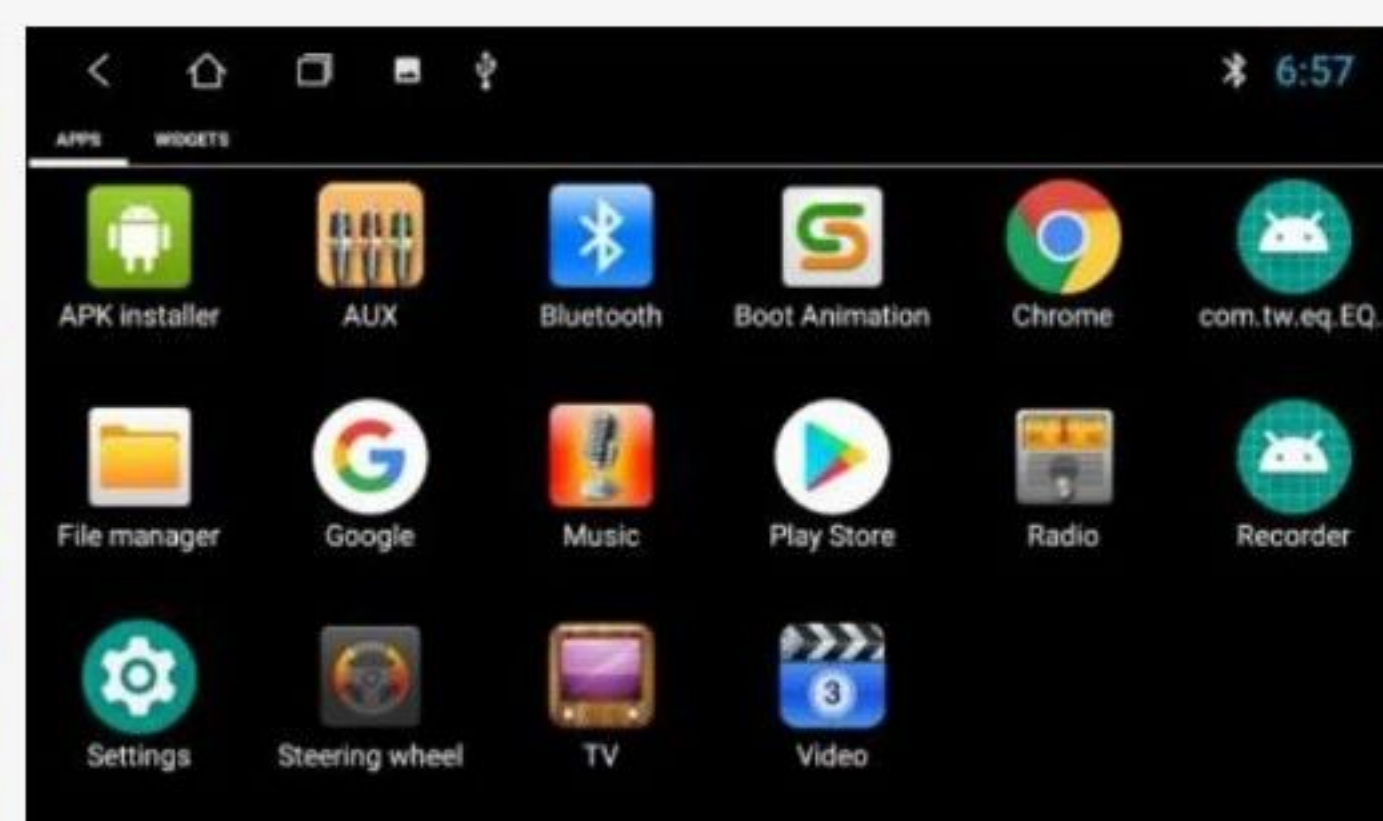 6:57
APPS WIDGETS
APK installer AUX Bluetooth Boot Animation Chrome com.tw.eq.EQ.
File manager Google Music Play Store Radio Recorder
3
Settings Steering wheel TV Video